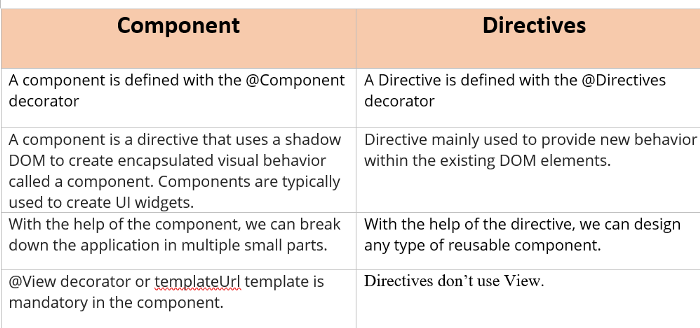 Component
Directives
A component is defined with the @Component
decorator
A Directive is defined with the @Directives
decorator
A component is a directive that uses a shadow
DOM to create encapsulated visual behavior
called a component. Components are typically
used to create UI widgets.
Directive mainly used to provide new behavior
within the existing DOM elements.
With the help of the component, we can break
down the application in multiple small parts.
With the help of the directive, we can design
any type of reusable component.
@View decorator or templateUrl template is
mandatory in the component.
Directives don’t use View.